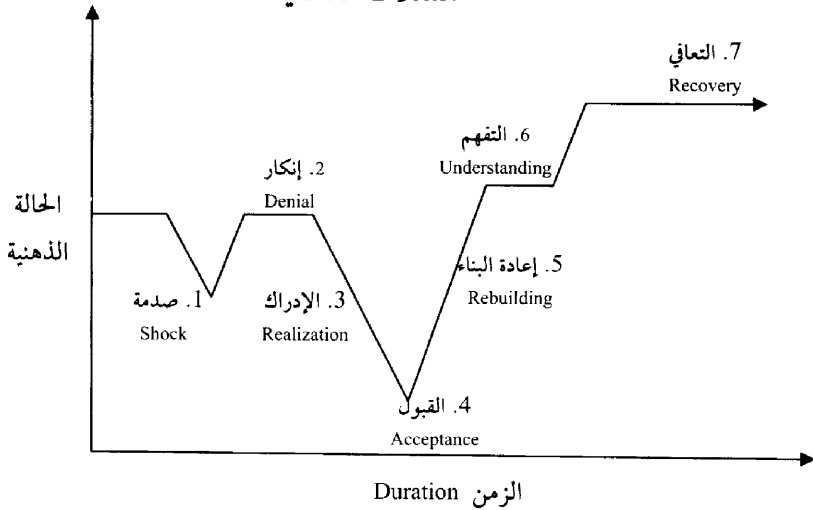 7. التعافي
Recovery
6. التفهم
Understanding
2. إنكار
Denial
الحالة
الذهنية
5. إعادة البناء
Rebuilding
1. صدمة
Shock
3. الإدراك
Realization
4. القبول
Acceptance
Duration الزمن